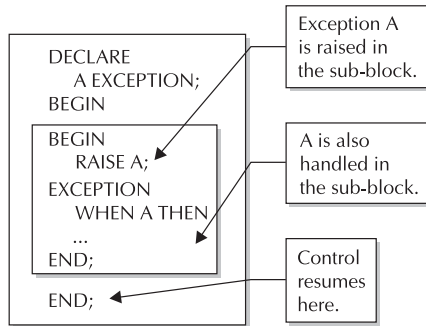 DECLARE
A EXCEPTION;
BEGIN
BEGIN
RAISE A;
EXCEPTION
WHEN A THEN
...
END;
END;
Exception A
is raised in
the sub-block.
A is also
handled in
the sub-block.
Control
resumes
here.